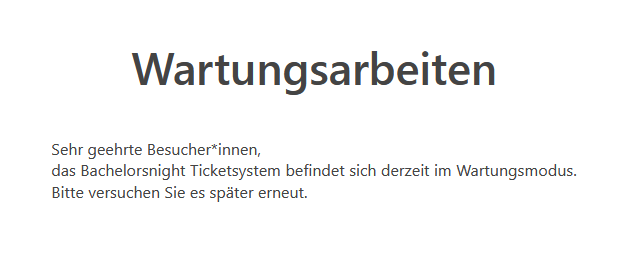 Wartungsarbeiten
Sehr geehrte Besucher*innen,
das Bachelorsnight Ticketsystem befindet sich derzeit im Wartungsmodus.
Bitte versuchen Sie es später erneut.